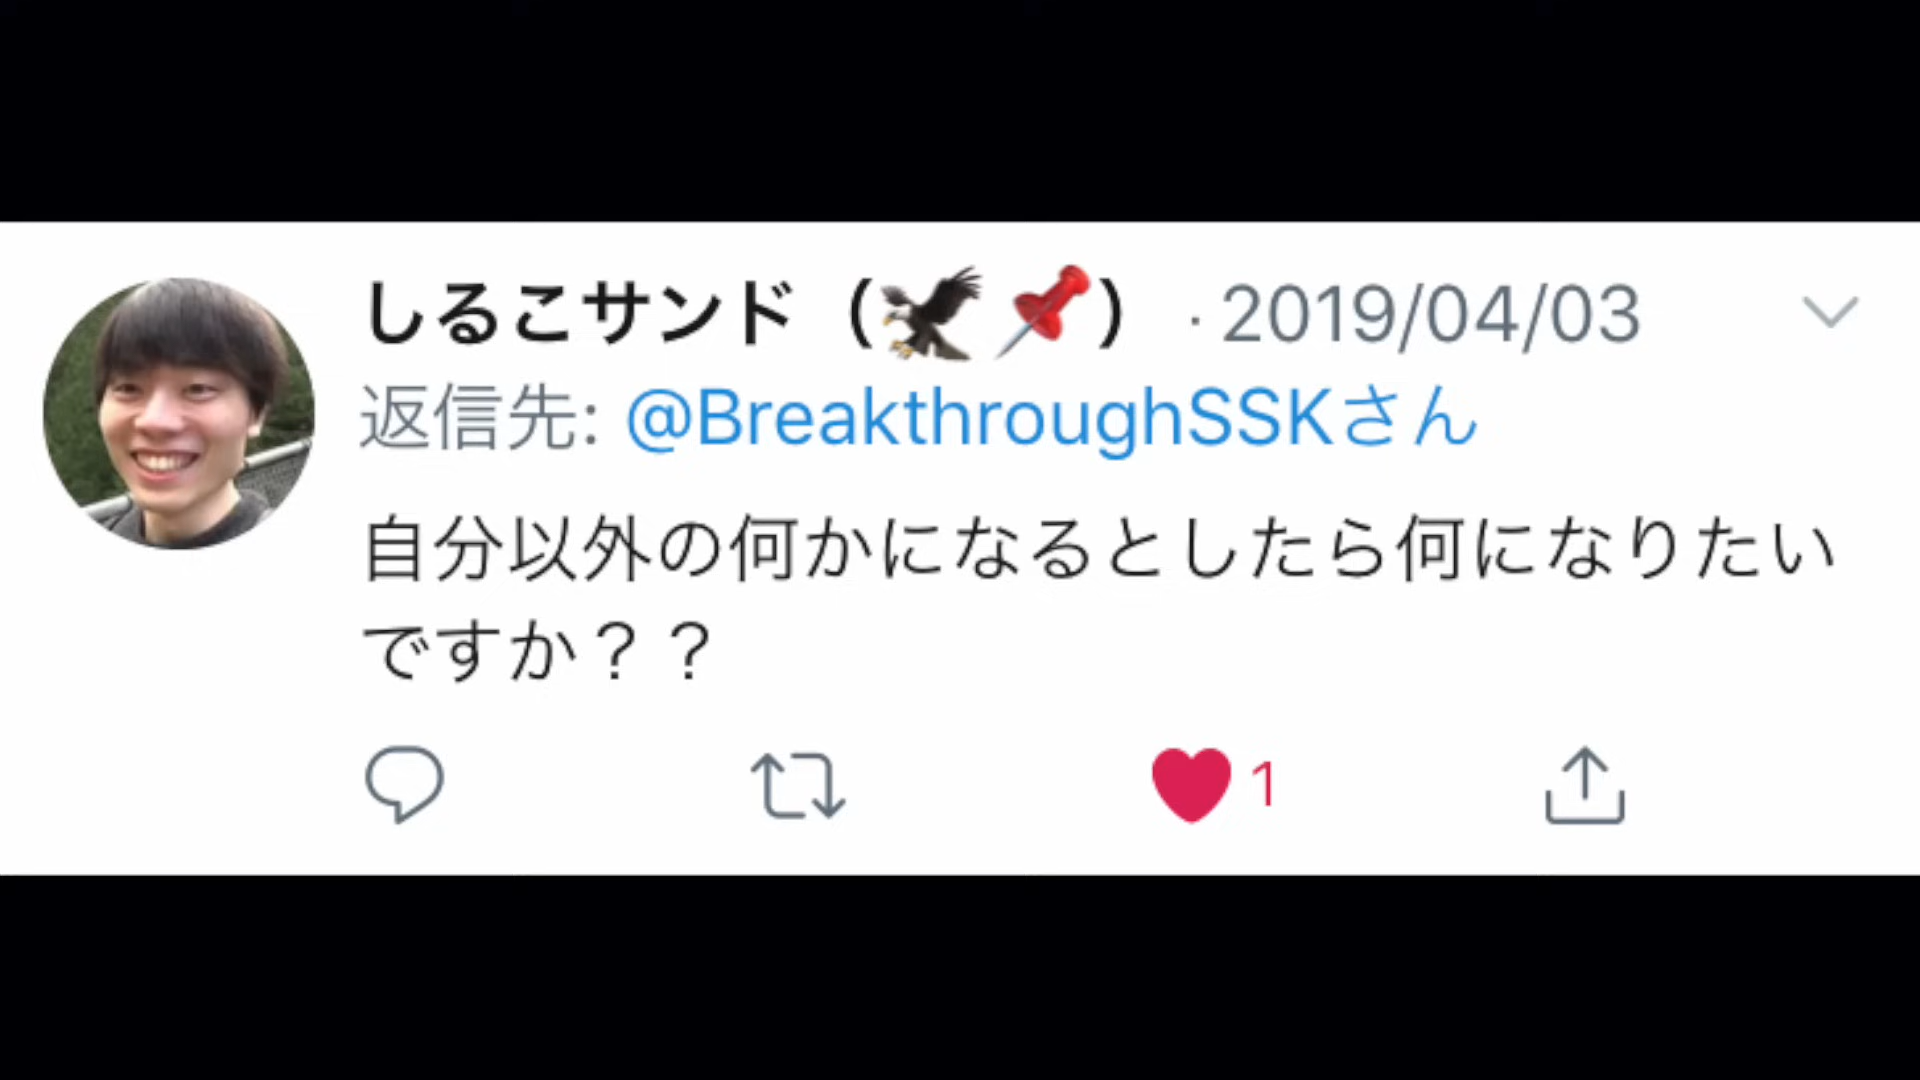 しるこサンド（🦅📌） · 2019/04/03
返信先: @BreakthroughSSKさん
自分以外の何かになるとしたら何になりたい
ですか？？
1